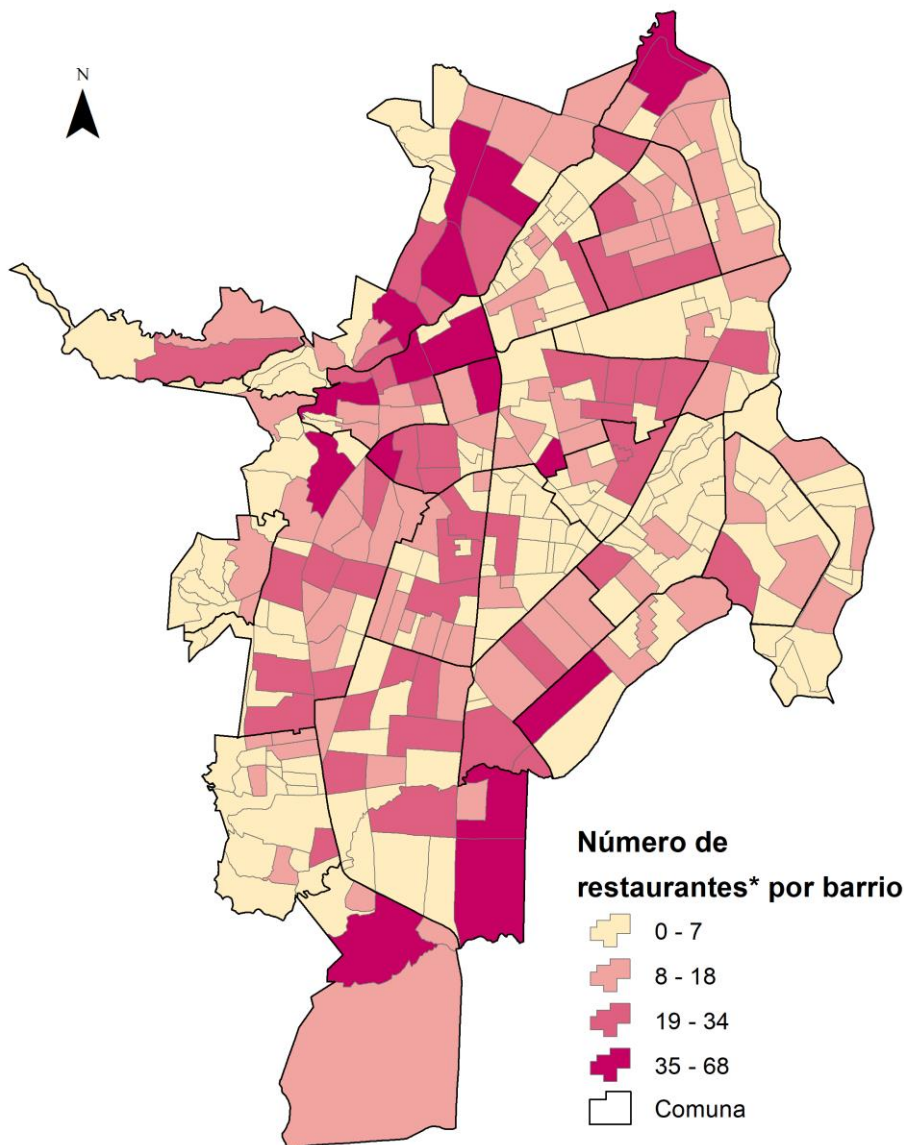 N
Número de
restaurantes* por barrio
0 - 7
8 - 18
19 - 34
35 - 68
Comuna